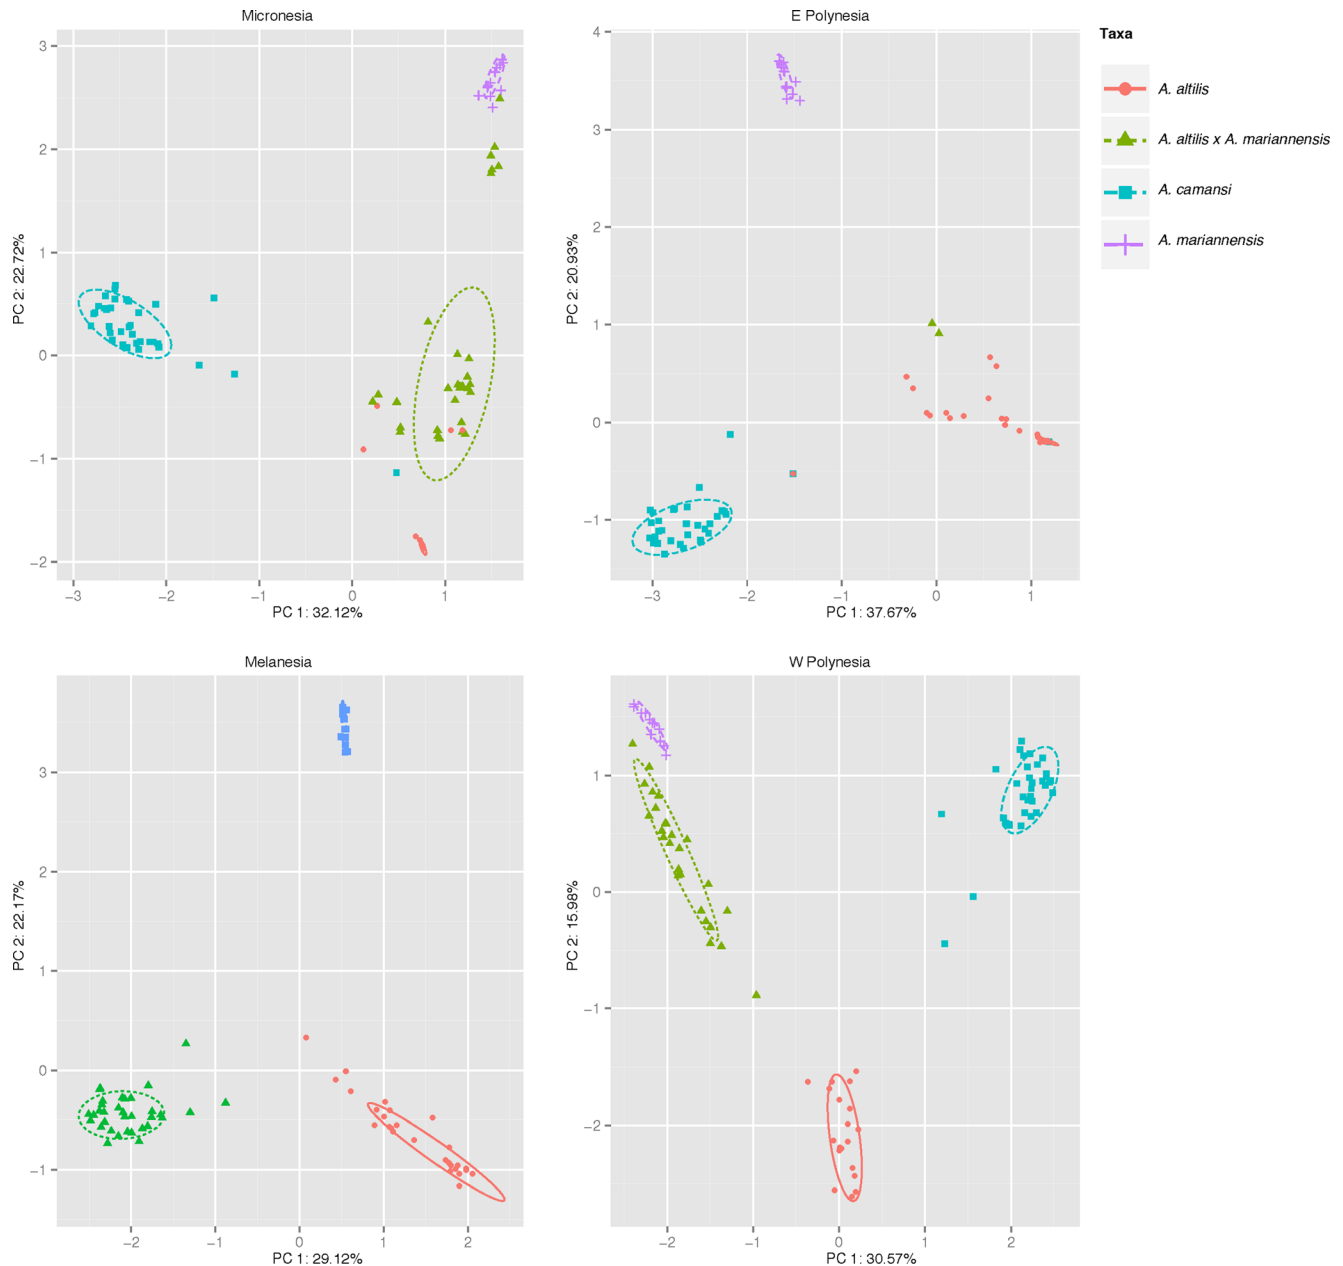 Micronesia
3
2
1
0
−1
−2
PC 2: 22.72%
−3
−2
−1
0
1
PC 1: 32.12%
E Polynesia
4
3
2
1
0
−1
PC 2: 20.93%
−3
−2
−1
0
1
PC 1: 37.67%
Taxa
A. altilis
A. altilis x A. mariannensis
A. camansi
A. mariannensis
Melanesia
3
2
1
0
−1
PC 2: 22.17%
−2
−1
0
1
2
PC 1: 29.12%
W Polynesia
1
0
−1
−2
PC 2: 15.98%
−2
−1
0
1
2
PC 1: 30.57%